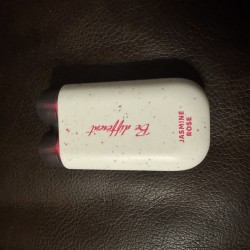 Be different
JASMINE
ROSE